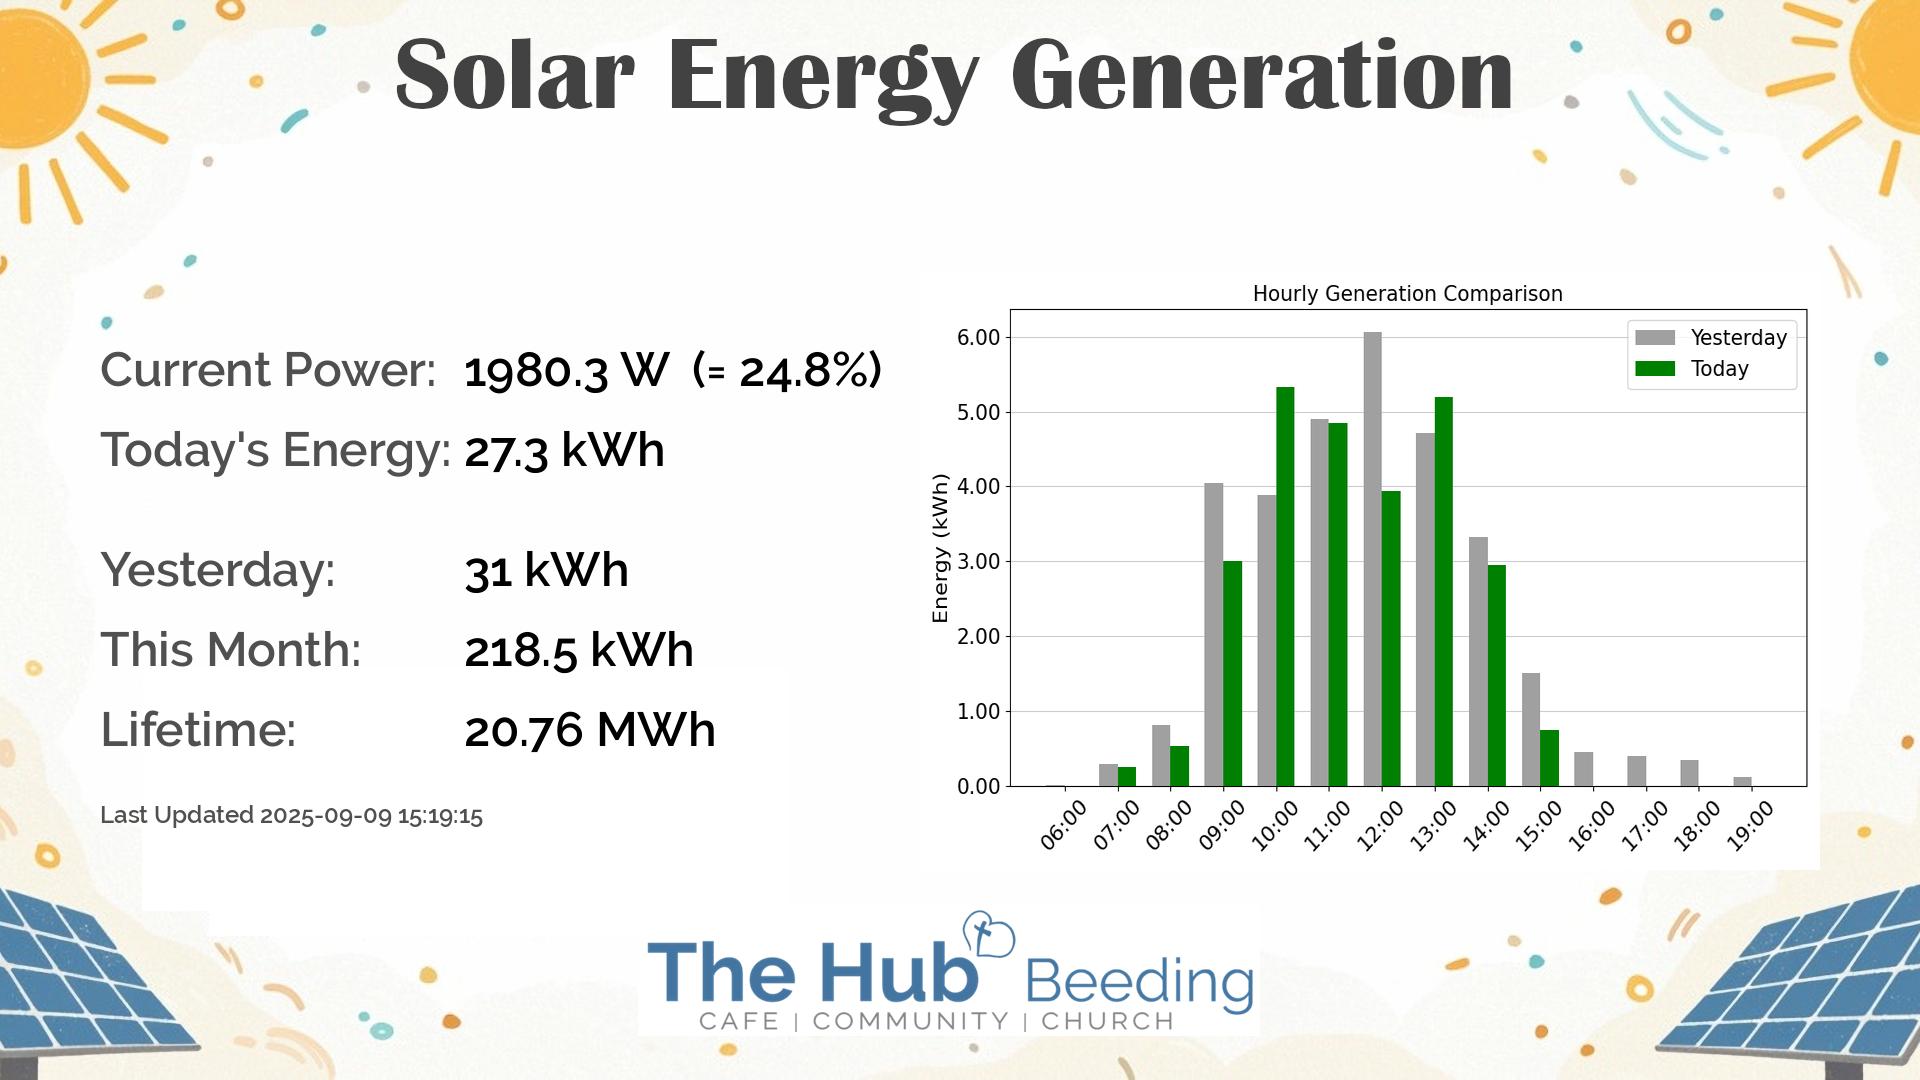 Solar Energy Generation
Current Power: 1980.3 W (= 24.8%)
Today's Energy: 27.3 kWh
Yesterday: 31 kWh
This Month: 218.5 kWh
Lifetime: 20.76 MWh
Last Updated 2025-09-09 15:19:15
Hourly Generation Comparison
Yesterday
Today
Energy (kWh)
6.00
5.00
4.00
3.00
2.00
1.00
0.00
06:00 07:00 08:00 09:00 10:00 11:00 12:00 13:00 14:00 15:00 16:00 17:00 18:00 19:00
The Hub Beeding
CAFE | COMMUNITY | CHURCH